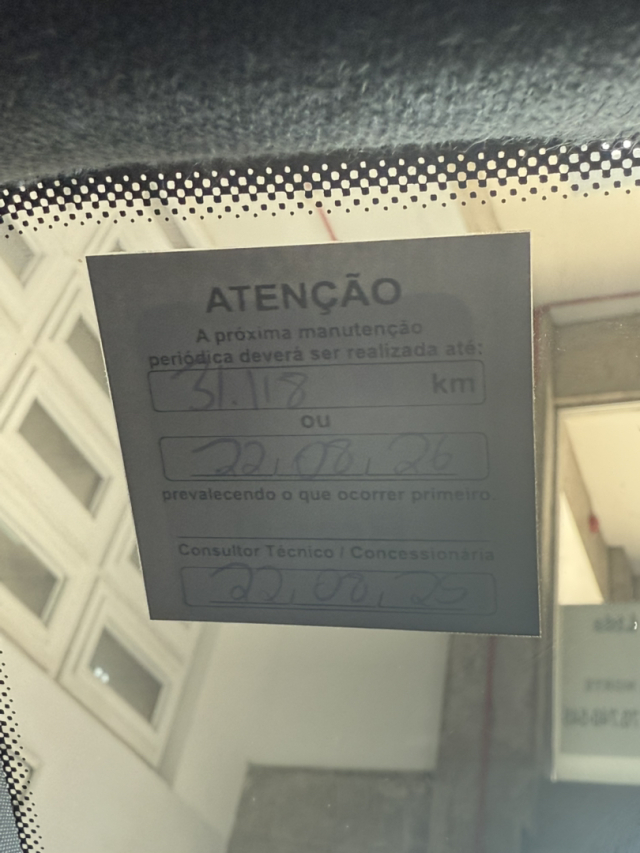 ATENÇÃO
A próxima manutenção
periódica deverá ser realizada até:
31.118 km
ou
22,08,26
prevalecendo o que ocorrer primeiro.
Consultor Técnico / Concessionária
22,08,25